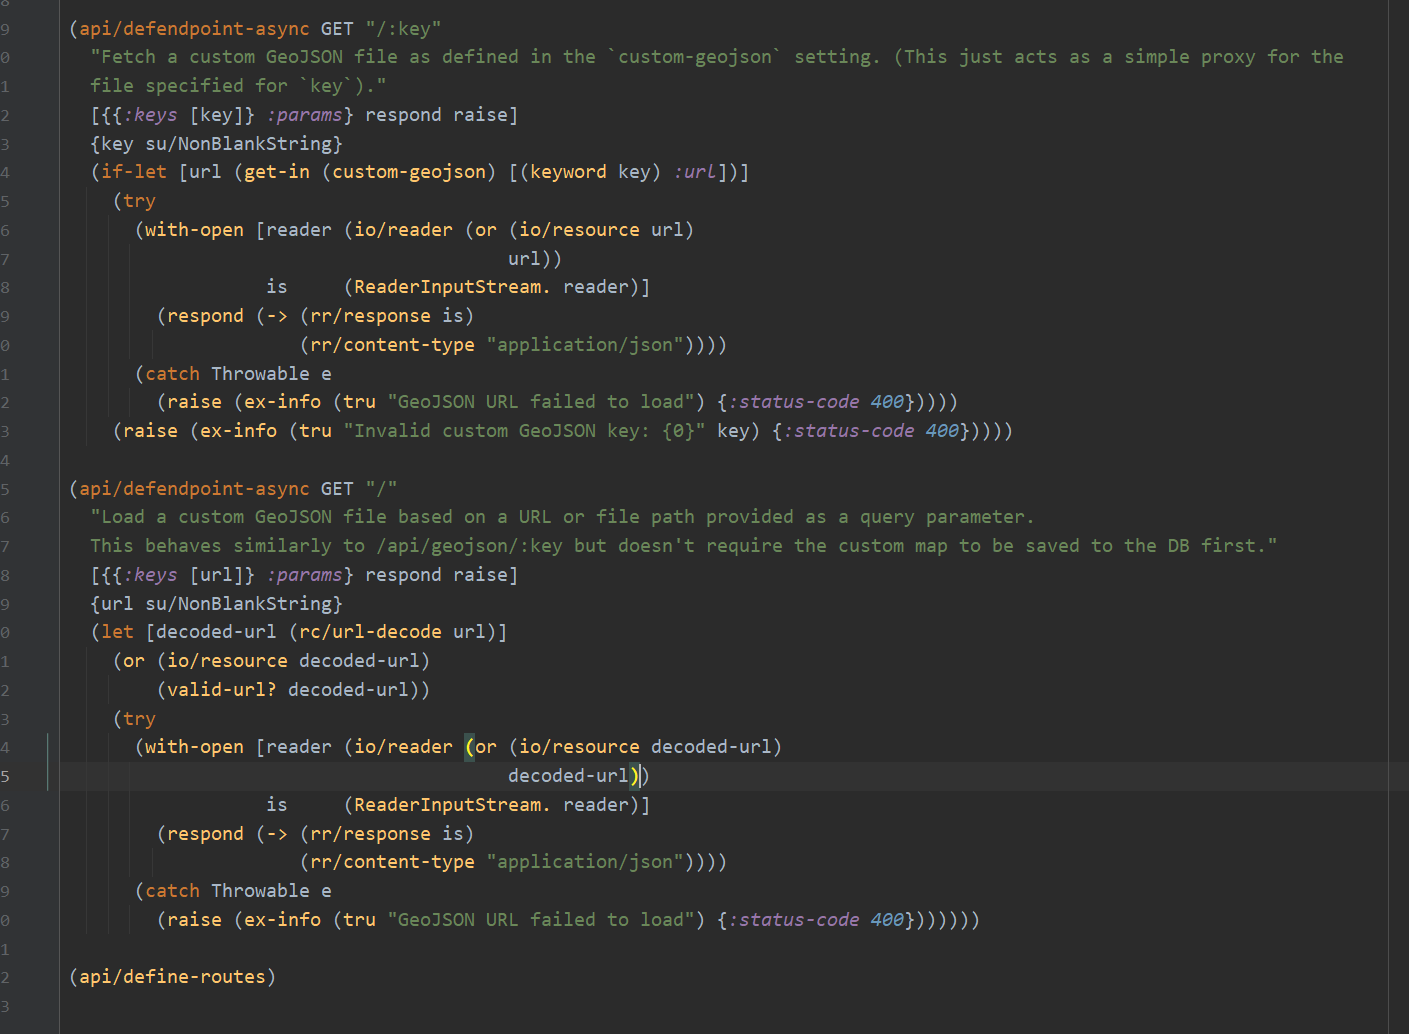 9 (api/defendpoint-async GET "/:key"
0 "Fetch a custom GeoJSON file as defined in the `custom-geojson` setting. (This just acts as a simple proxy for the
1 file specified for `key`)."
2 [{{:keys [key]} :params} respond raise]
3 {key su/NonBlankString}
4 (if-let [url (get-in (custom-geojson) [(keyword key) :url])]
5 (try
6 (with-open [reader (io/reader (or (io/resource url)
7 url))
8 is (ReaderInputStream. reader)]
9 (respond (-> (rr/response is)
0 (rr/content-type "application/json"))))
1 (catch Throwable e
2 (raise (ex-info (tru "GeoJSON URL failed to load") {:status-code 400}))))
3 (raise (ex-info (tru "Invalid custom GeoJSON key: {0}" key) {:status-code 400}))))
4
5 (api/defendpoint-async GET "/"
6 "Load a custom GeoJSON file based on a URL or file path provided as a query parameter.
7 This behaves similarly to /api/geojson/:key but doesn't require the custom map to be saved to the DB first."
8 [{{:keys [url]} :params} respond raise]
9 {url su/NonBlankString}
0 (let [decoded-url (rc/url-decode url)]
1 (or (io/resource decoded-url)
2 (valid-url? decoded-url))
3 (try
4 (with-open [reader (io/reader (or (io/resource decoded-url)
5 decoded-url))
6 is (ReaderInputStream. reader)]
7 (respond (-> (rr/response is)
8 (rr/content-type "application/json"))))
9 (catch Throwable e
0 (raise (ex-info (tru "GeoJSON URL failed to load") {:status-code 400}))))))
1
2 (api/define-routes)
3